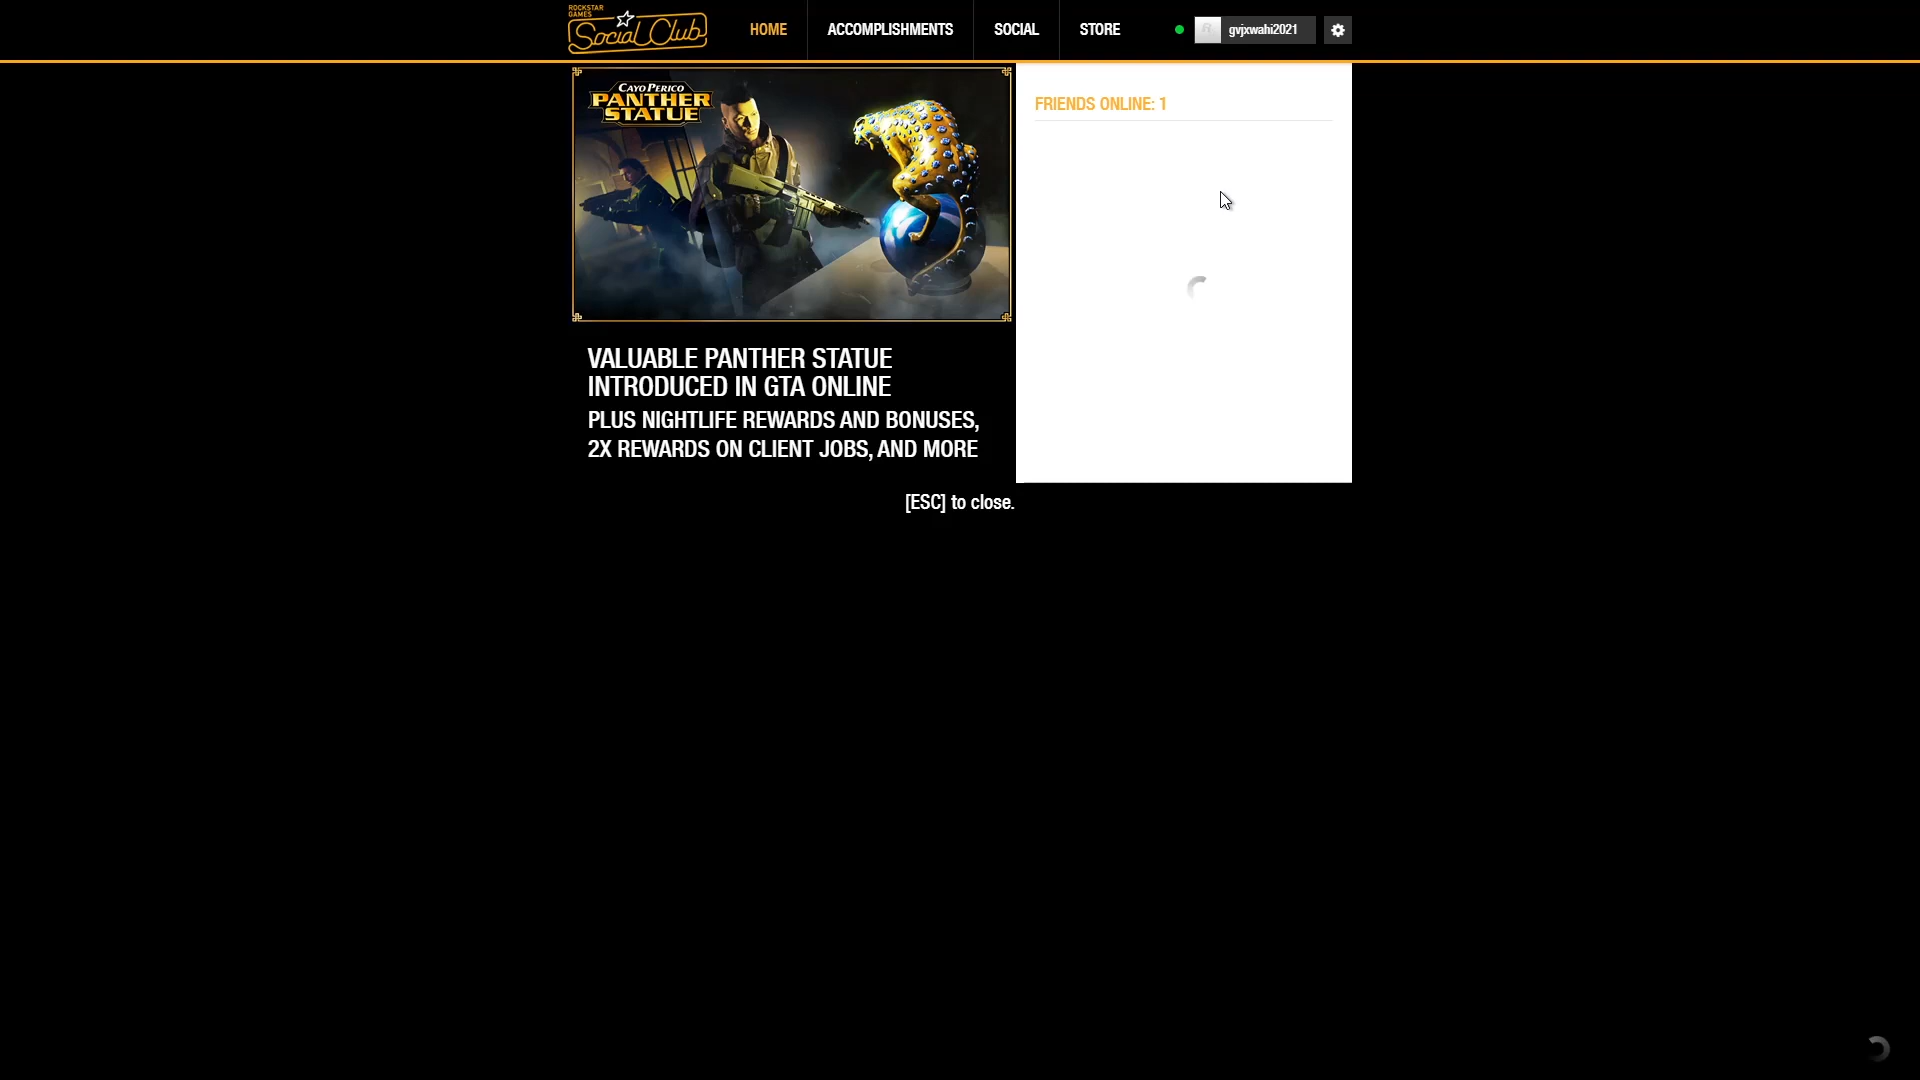 ROCKSTAR
GAMES
Social Club
HOME
ACCOMPLISHMENTS
SOCIAL
STORE
gvjxwahi2021
CAYO PERICO
PANTHER
STATUE
FRIENDS ONLINE: 1
VALUABLE PANTHER STATUE
INTRODUCED IN GTA ONLINE
PLUS NIGHTLIFE REWARDS AND BONUSES,
2X REWARDS ON CLIENT JOBS, AND MORE
[ESC] to close.